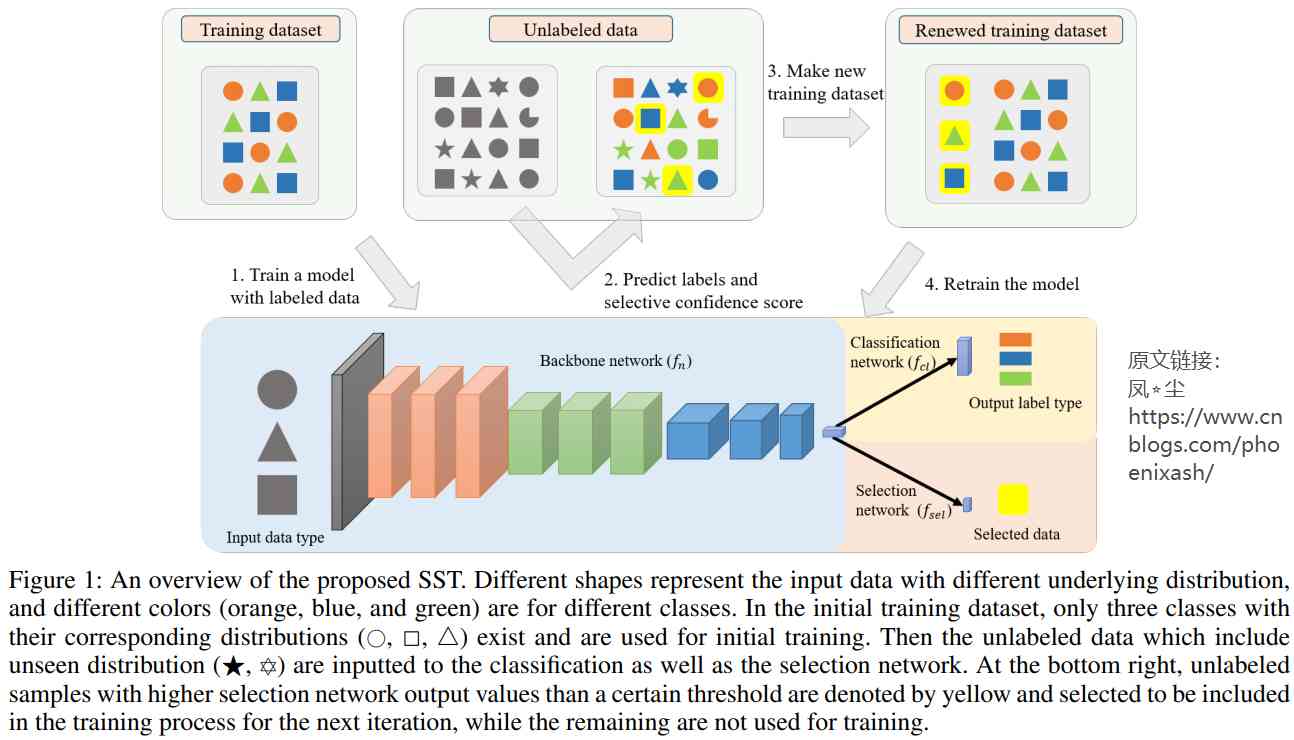 Training dataset
Unlabeled data
Renewed training dataset
3. Make new
training dataset
1. Train a model
with labeled data
2. Predict labels and
selective confidence score
4. Retrain the model
Backbone network (fn)
Classification
network (fcl)
Output label type
Selection
network (fsel)
Selected data
Input data type
原文链接：
凤⭒尘
https://www.cn
blogs.com/pho
enixash/
Figure 1: An overview of the proposed SST. Different shapes represent the input data with different underlying distribution,
and different colors (orange, blue, and green) are for different classes. In the initial training dataset, only three classes with
their corresponding distributions (○, □, △) exist and are used for initial training. Then the unlabeled data which include
unseen distribution (★, ✡) are inputted to the classification as well as the selection network. At the bottom right, unlabeled
samples with higher selection network output values than a certain threshold are denoted by yellow and selected to be included
in the training process for the next iteration, while the remaining are not used for training.